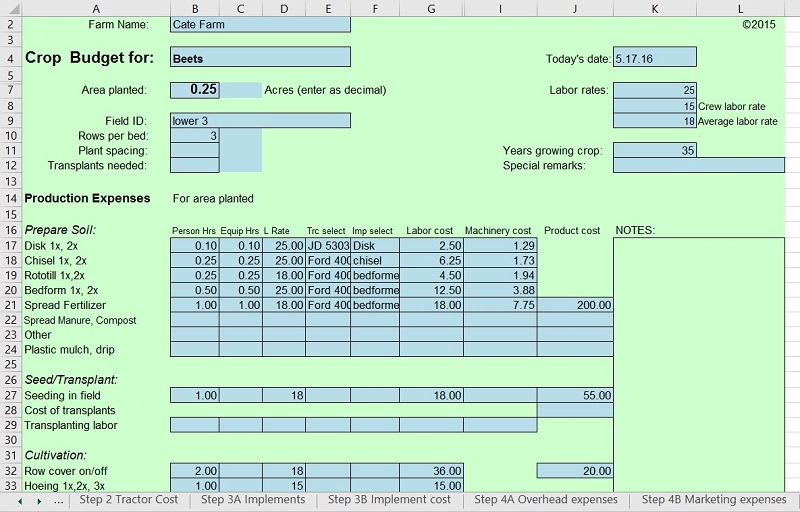 A B C D E F G I J K L
2 Farm Name: Cate Farm ©2015
3
4 Crop Budget for: Beets Today's date: 5.17.16
5
7 Area planted: 0.25 Acres (enter as decimal) Labor rates: 25
8 15 Crew labor rate
9 Field ID: lower 3 18 Average labor rate
10 Rows per bed: 3
11 Plant spacing: Years growing crop: 35
12 Transplants needed: Special remarks:
13
14 Production Expenses For area planted
15
16 Prepare Soil: Person Hrs Equip Hrs L Rate Trc select Imp select Labor cost Machinery cost Product cost NOTES:
17 Disk 1x, 2x 0.10 0.10 25.00 JD 5303 Disk 2.50 1.29
18 Chisel 1x, 2x 0.25 0.25 25.00 Ford 400 chisel 6.25 1.73
19 Rototill 1x,2x 0.25 0.25 18.00 Ford 400 bedforme 4.50 1.94
20 Bedform 1x, 2x 0.50 0.50 25.00 Ford 400 bedforme 12.50 3.88
21 Spread Fertilizer 1.00 1.00 18.00 Ford 400 bedforme 18.00 7.75 200.00
22 Spread Manure, Compost
23 Other
24 Plastic mulch, drip
25
26 Seed/Transplant:
27 Seeding in field 1.00 18 18.00 55.00
28 Cost of transplants
29 Transplanting labor
30
31 Cultivation:
32 Row cover on/off 2.00 18 36.00 20.00
33 Hoeing 1x,2x, 3x 1.00 15 15.00
... Step 2 Tractor Cost Step 3A Implements Step 3B Implement cost Step 4A Overhead expenses Step 4B Marketing expenses